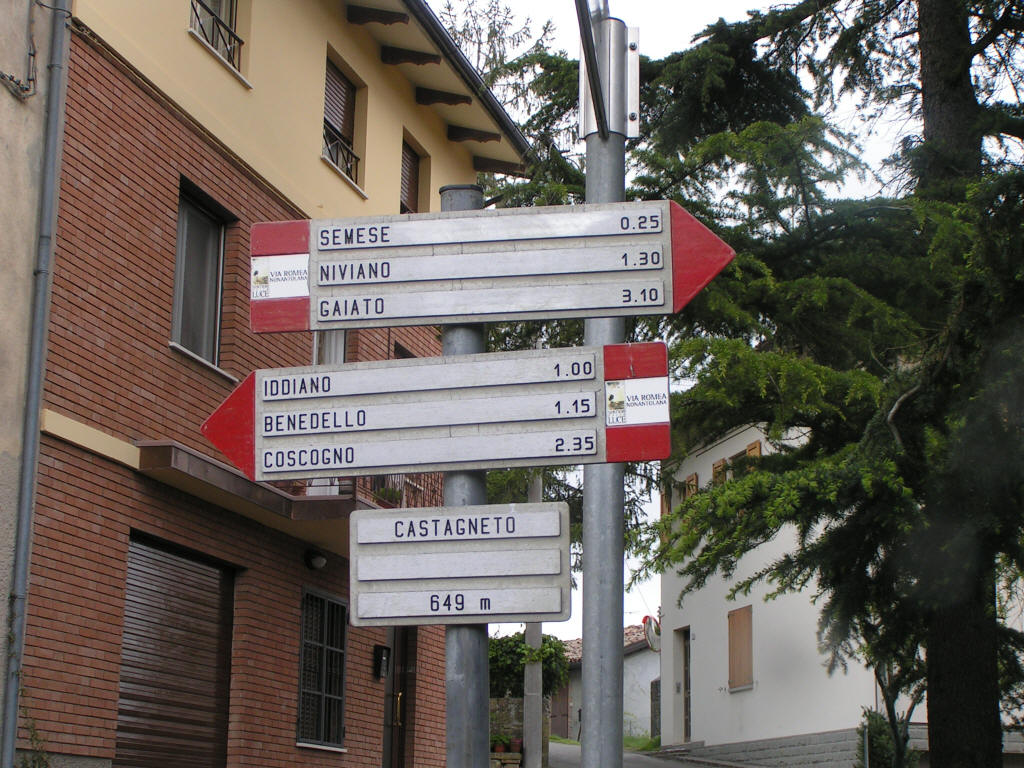 SEMESE 0.25
VIA ROMEA
NONANTOLANA
LUCE
NIVIANO 1.30
GAIATO 3.10
IDDIANO 1.00
BENEDELLO 1.15
VIA ROMEA
NONANTOLANA
LUCE
COSCOGNO 2.35
CASTAGNETO
649 m